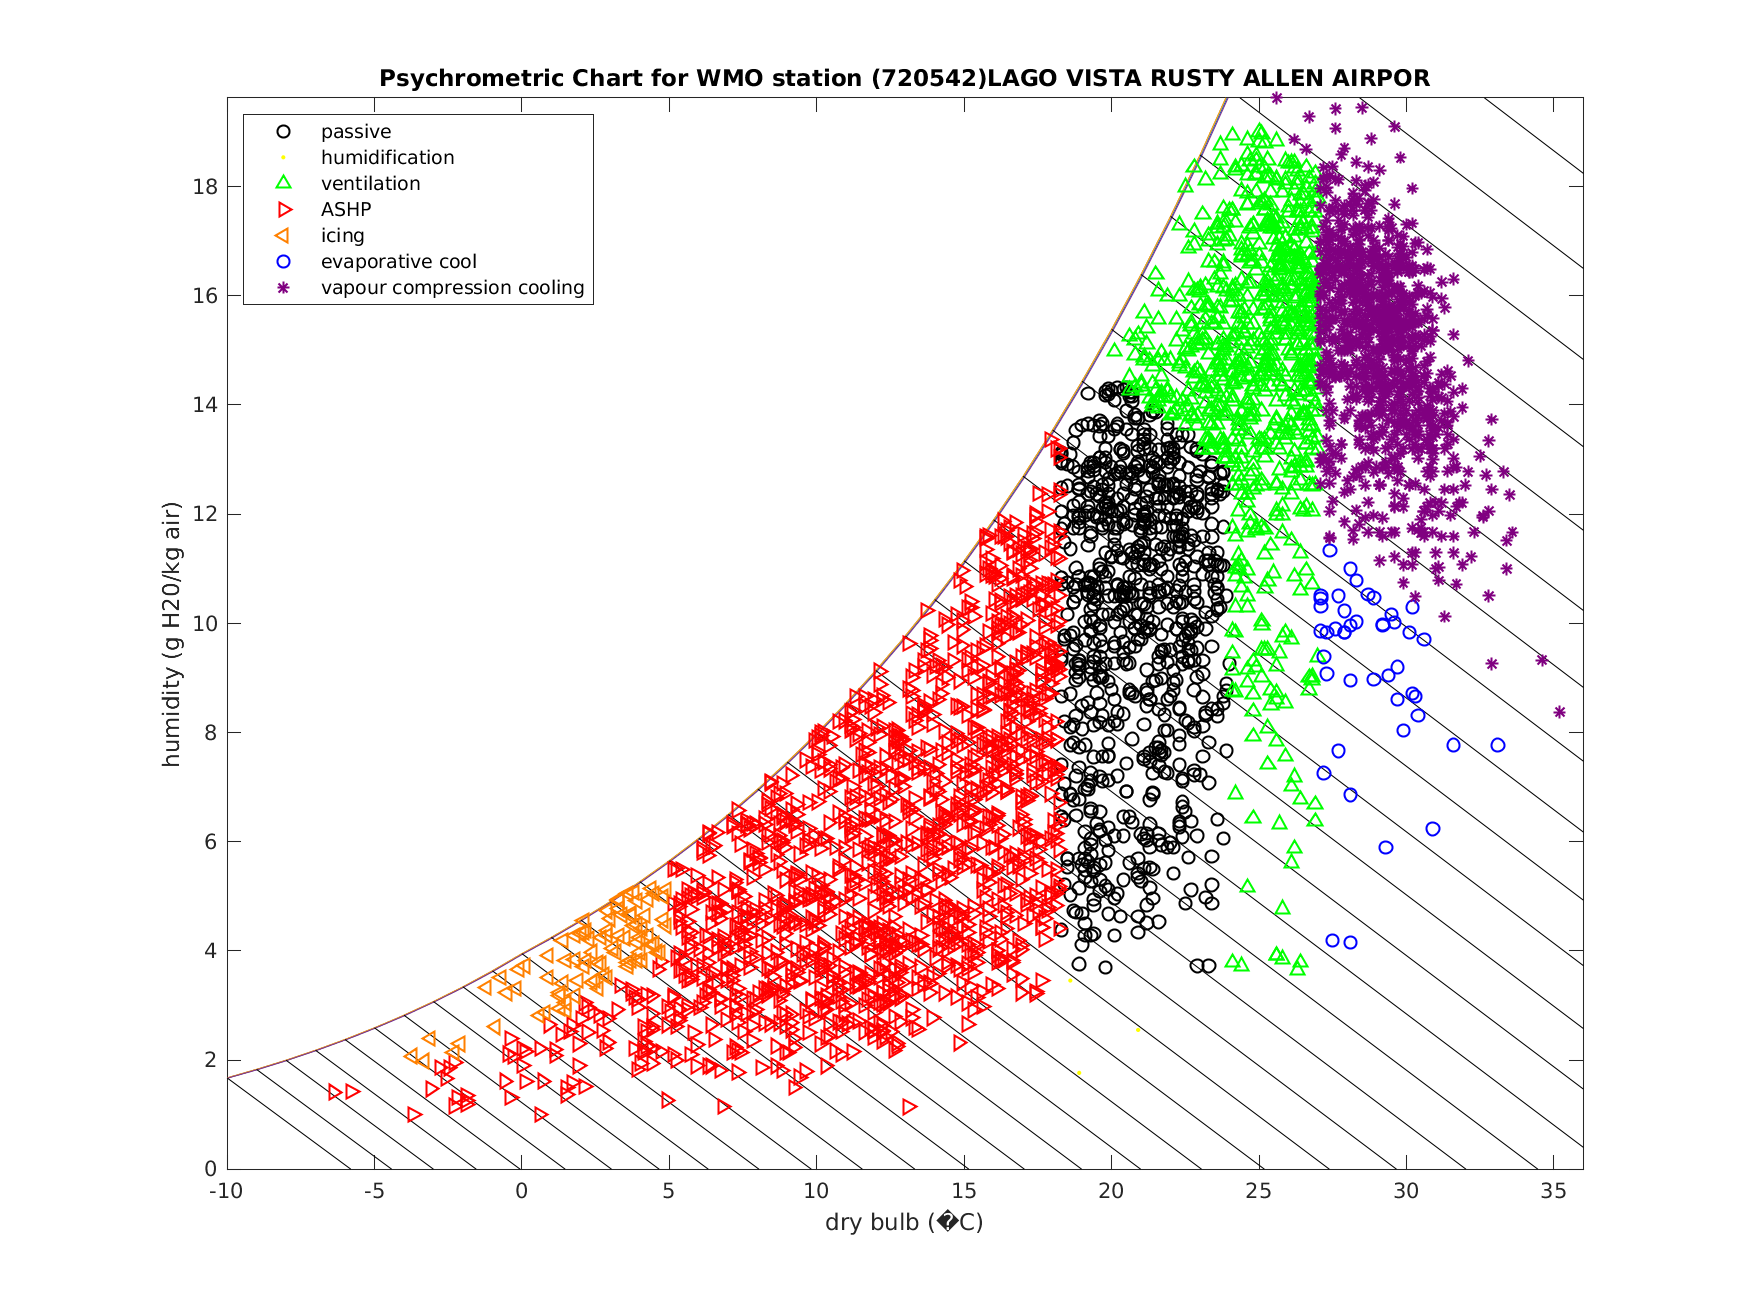 Psychrometric Chart for WMO station (720542)LAGO VISTA RUSTY ALLEN AIRPOR
passive
humidification
ventilation
ASHP
icing
evaporative cool
vapour compression cooling
humidity (g H20/kg air)
18
16
14
12
10
8
6
4
2
0
-10 -5 0 5 10 15 20 25 30 35
dry bulb (�C)